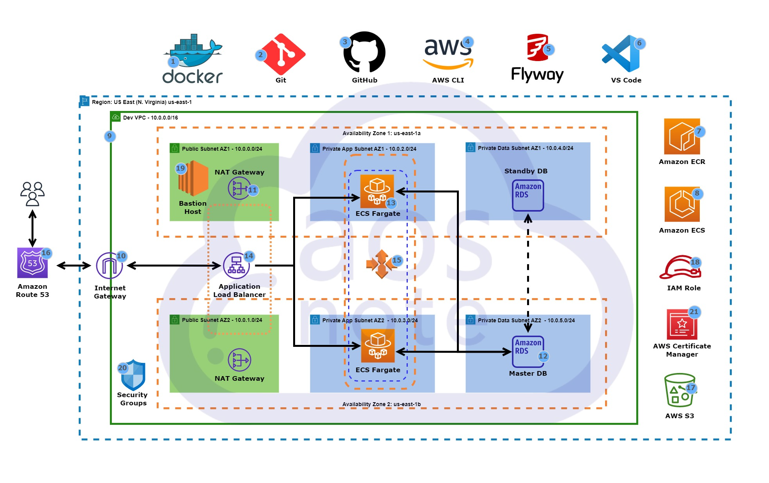 1
docker
2
Git
3
GitHub
aws
4
AWS CLI
5
Flyway
6
VS Code
Region: US East (N. Virginia) us-east-1
Dev VPC - 10.0.0.0/16
9
Availability Zone 1: us-east-1a
Public Subnet AZ1 - 10.0.0.0/24
Private App Subnet AZ1 - 10.0.2.0/24
Private Data Subnet AZ1 - 10.0.4.0/24
19
Bastion
Host
NAT Gateway
11
13
ECS Fargate
Standby DB
Amazon
RDS
7
Amazon ECR
8
Amazon ECS
16
53
Amazon
Route 53
10
Internet
Gateway
14
Application
Load Balancer
15
aos
note
18
IAM Role
Public Subnet AZ2 - 10.0.1.0/24
Private App Subnet AZ2 - 10.0.3.0/24
Private Data Subnet AZ2 - 10.0.5.0/24
NAT Gateway
ECS Fargate
Amazon
RDS
12
Master DB
21
AWS Certificate
Manager
20
Security
Groups
17
AWS S3
Availability Zone 2: us-east-1b